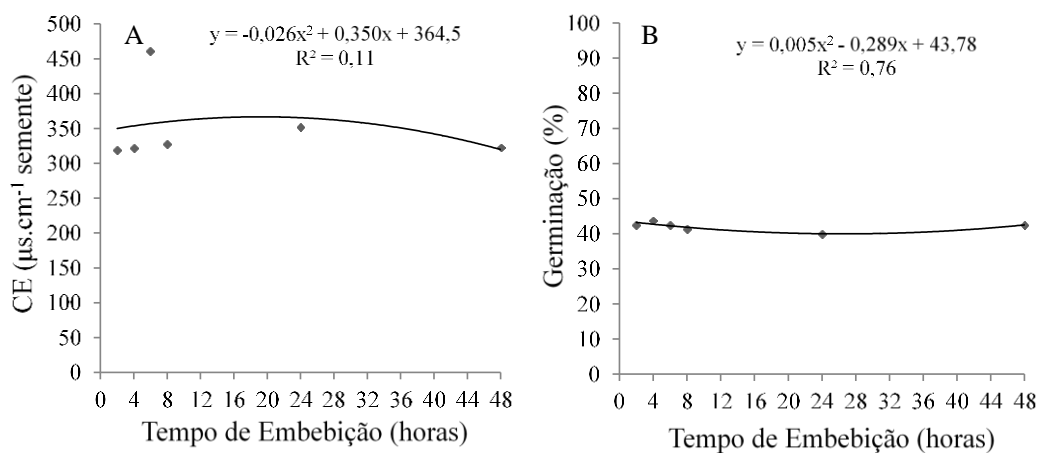 A
y = -0,026x² + 0,350x + 364,5
R² = 0,11
500
450
400
350
300
250
200
150
100
50
0
CE (µs.cm⁻¹ semente)
0 4 8 12 16 20 24 28 32 36 40 44 48
Tempo de Embebição (horas)
B
y = 0,005x² - 0,289x + 43,78
R² = 0,76
100
90
80
70
60
50
40
30
20
10
0
Germinação (%)
0 4 8 12 16 20 24 28 32 36 40 44 48
Tempo de Embebição (horas)